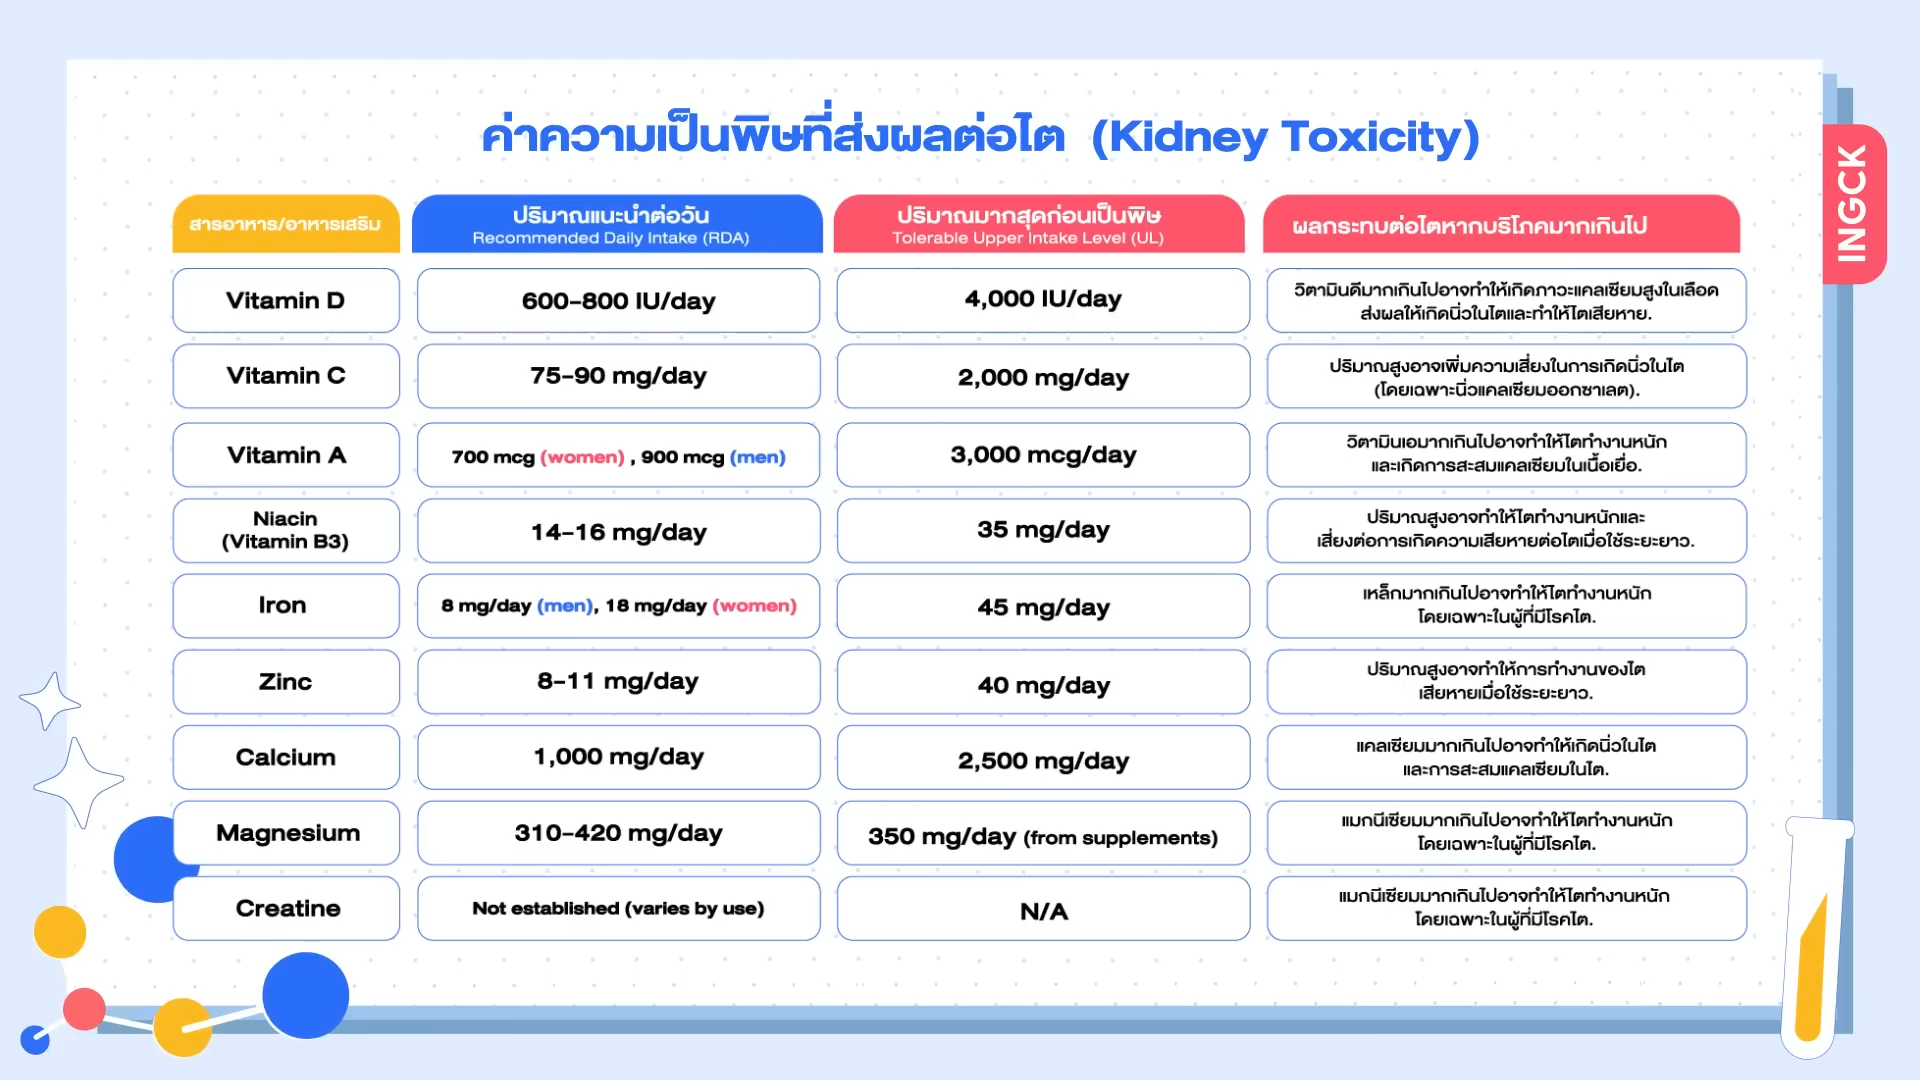 ค่าความเป็นพิษที่ส่งผลต่อไต (Kidney Toxicity)
INGCK
สารอาหาร/อาหารเสริม
ปริมาณแนะนำต่อวัน
Recommended Daily Intake (RDA)
ปริมาณมากสุดก่อนเป็นพิษ
Tolerable Upper Intake Level (UL)
ผลกระทบต่อไตหากบริโภคมากเกินไป
Vitamin D
600-800 IU/day
4,000 IU/day
วิตามินดีมากเกินไปอาจทำให้เกิดภาวะแคลเซียมสูงในเลือด
ส่งผลให้เกิดนิ่วในไตและทำให้ไตเสียหาย.
Vitamin C
75-90 mg/day
2,000 mg/day
ปริมาณสูงอาจเพิ่มความเสี่ยงในการเกิดนิ่วในไต
(โดยเฉพาะนิ่วแคลเซียมออกซาเลต).
Vitamin A
700 mcg (women) , 900 mcg (men)
3,000 mcg/day
วิตามินเอมากเกินไปอาจทำให้ไตทำงานหนัก
และเกิดการสะสมแคลเซียมในเนื้อเยื่อ.
Niacin
(Vitamin B3)
14-16 mg/day
35 mg/day
ปริมาณสูงอาจทำให้ไตทำงานหนักและ
เสี่ยงต่อการเกิดความเสียหายต่อไตเมื่อใช้ระยะยาว.
Iron
8 mg/day (men), 18 mg/day (women)
45 mg/day
เหล็กมากเกินไปอาจทำให้ไตทำงานหนัก
โดยเฉพาะในผู้ที่มีโรคไต.
Zinc
8-11 mg/day
40 mg/day
ปริมาณสูงอาจทำให้การทำงานของไต
เสียหายเมื่อใช้ระยะยาว.
Calcium
1,000 mg/day
2,500 mg/day
แคลเซียมมากเกินไปอาจทำให้เกิดนิ่วในไต
และการสะสมแคลเซียมในไต.
Magnesium
310-420 mg/day
350 mg/day (from supplements)
แมกนีเซียมมากเกินไปอาจทำให้ไตทำงานหนัก
โดยเฉพาะในผู้ที่มีโรคไต.
Creatine
Not established (varies by use)
N/A
แมกนีเซียมมากเกินไปอาจทำให้ไตทำงานหนัก
โดยเฉพาะในผู้ที่มีโรคไต.